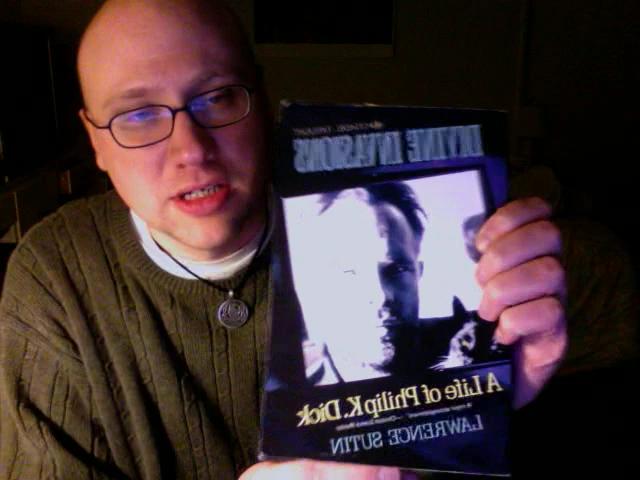 DIVINE INVASIONS
A Life of Philip K. Dick
LAWRENCE SUTIN